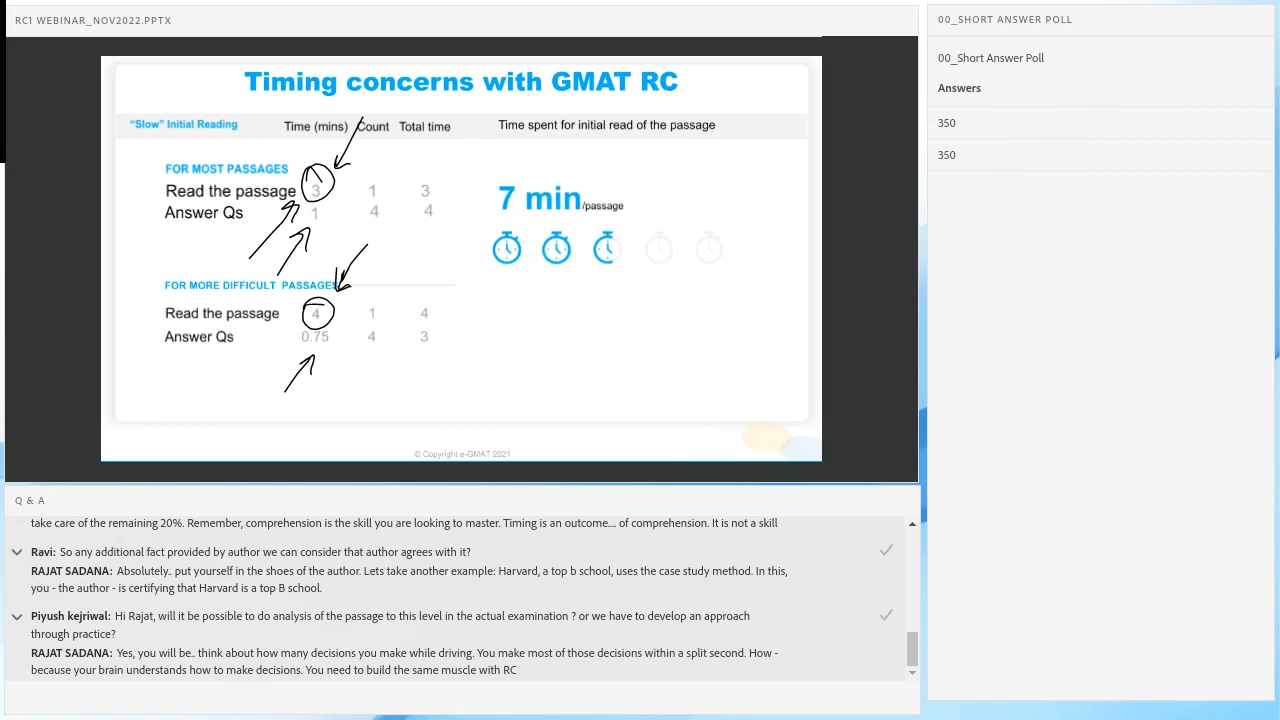 RC1 WEBINAR_NOV2022.PPTX
Timing concerns with GMAT RC
"Slow" Initial Reading Time (mins) Count Total time Time spent for initial read of the passage
FOR MOST PASSAGES
Read the passage 3 1 3
Answer Qs 1 4 4
7 min/passage
FOR MORE DIFFICULT PASSAGES
Read the passage 4 1 4
Answer Qs 0.75 4 3
© Copyright e-GMAT 2021
Q & A
take care of the remaining 20%. Remember, comprehension is the skill you are looking to master. Timing is an outcome.... of comprehension. It is not a skill
Ravi: So any additional fact provided by author we can consider that author agrees with it?
RAJAT SADANA: Absolutely.. put yourself in the shoes of the author. Lets take another example: Harvard, a top b school, uses the case study method. In this,
you - the author - is certifying that Harvard is a top B school.
Piyush kejriwal: Hi Rajat, will it be possible to do analysis of the passage to this level in the actual examination ? or we have to develop an approach
through practice?
RAJAT SADANA: Yes, you will be.. think about how many decisions you make while driving. You make most of those decisions within a split second. How -
because your brain understands how to make decisions. You need to build the same muscle with RC
00_SHORT ANSWER POLL
00_Short Answer Poll
Answers
350
350